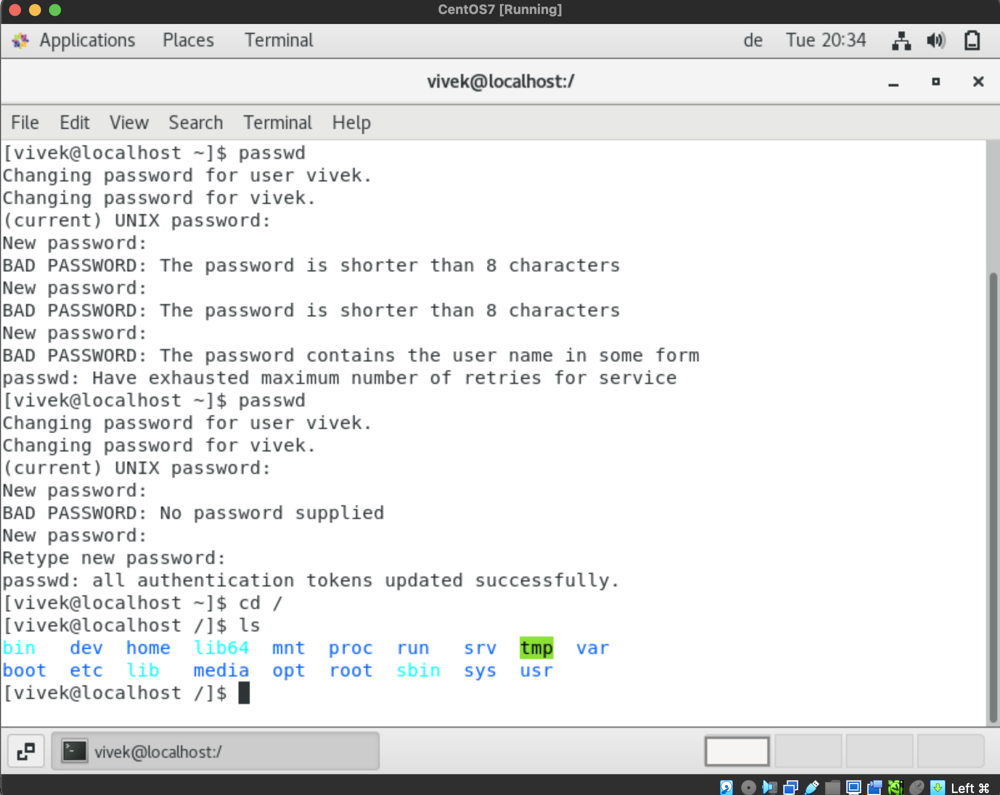 CentOS7 [Running]
Applications Places Terminal de Tue 20:34
vivek@localhost:/
File Edit View Search Terminal Help
[vivek@localhost ~]$ passwd
Changing password for user vivek.
Changing password for vivek.
(current) UNIX password:
New password:
BAD PASSWORD: The password is shorter than 8 characters
New password:
BAD PASSWORD: The password is shorter than 8 characters
New password:
BAD PASSWORD: The password contains the user name in some form
passwd: Have exhausted maximum number of retries for service
[vivek@localhost ~]$ passwd
Changing password for user vivek.
Changing password for vivek.
(current) UNIX password:
New password:
BAD PASSWORD: No password supplied
New password:
Retype new password:
passwd: all authentication tokens updated successfully.
[vivek@localhost ~]$ cd /
[vivek@localhost /]$ ls
bin dev home lib64 mnt proc run srv tmp var
boot etc lib media opt root sbin sys usr
[vivek@localhost /]$
vivek@localhost:/
Left ⌘